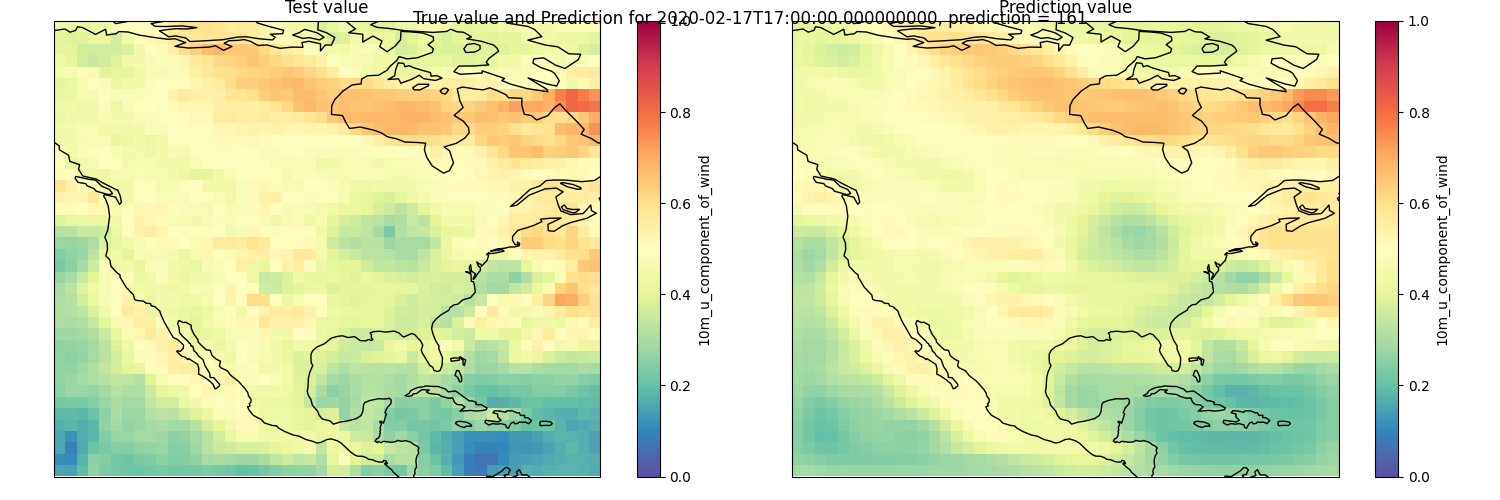 Test value
True value and Prediction for 2020-02-17T17:00:00.000000000, prediction = 161
Prediction value
1.0
0.8
0.6
0.4
0.2
0.0
10m_u_component_of_wind
1.0
0.8
0.6
0.4
0.2
0.0
10m_u_component_of_wind